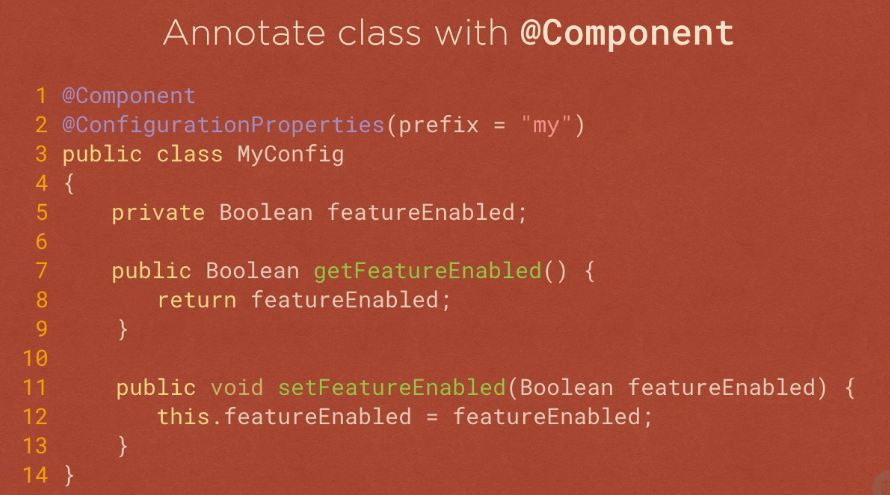 Annotate class with @Component
1 @Component
2 @ConfigurationProperties(prefix = "my")
3 public class MyConfig
4 {
5 private Boolean featureEnabled;
6
7 public Boolean getFeatureEnabled() {
8 return featureEnabled;
9 }
10
11 public void setFeatureEnabled(Boolean featureEnabled) {
12 this.featureEnabled = featureEnabled;
13 }
14 }